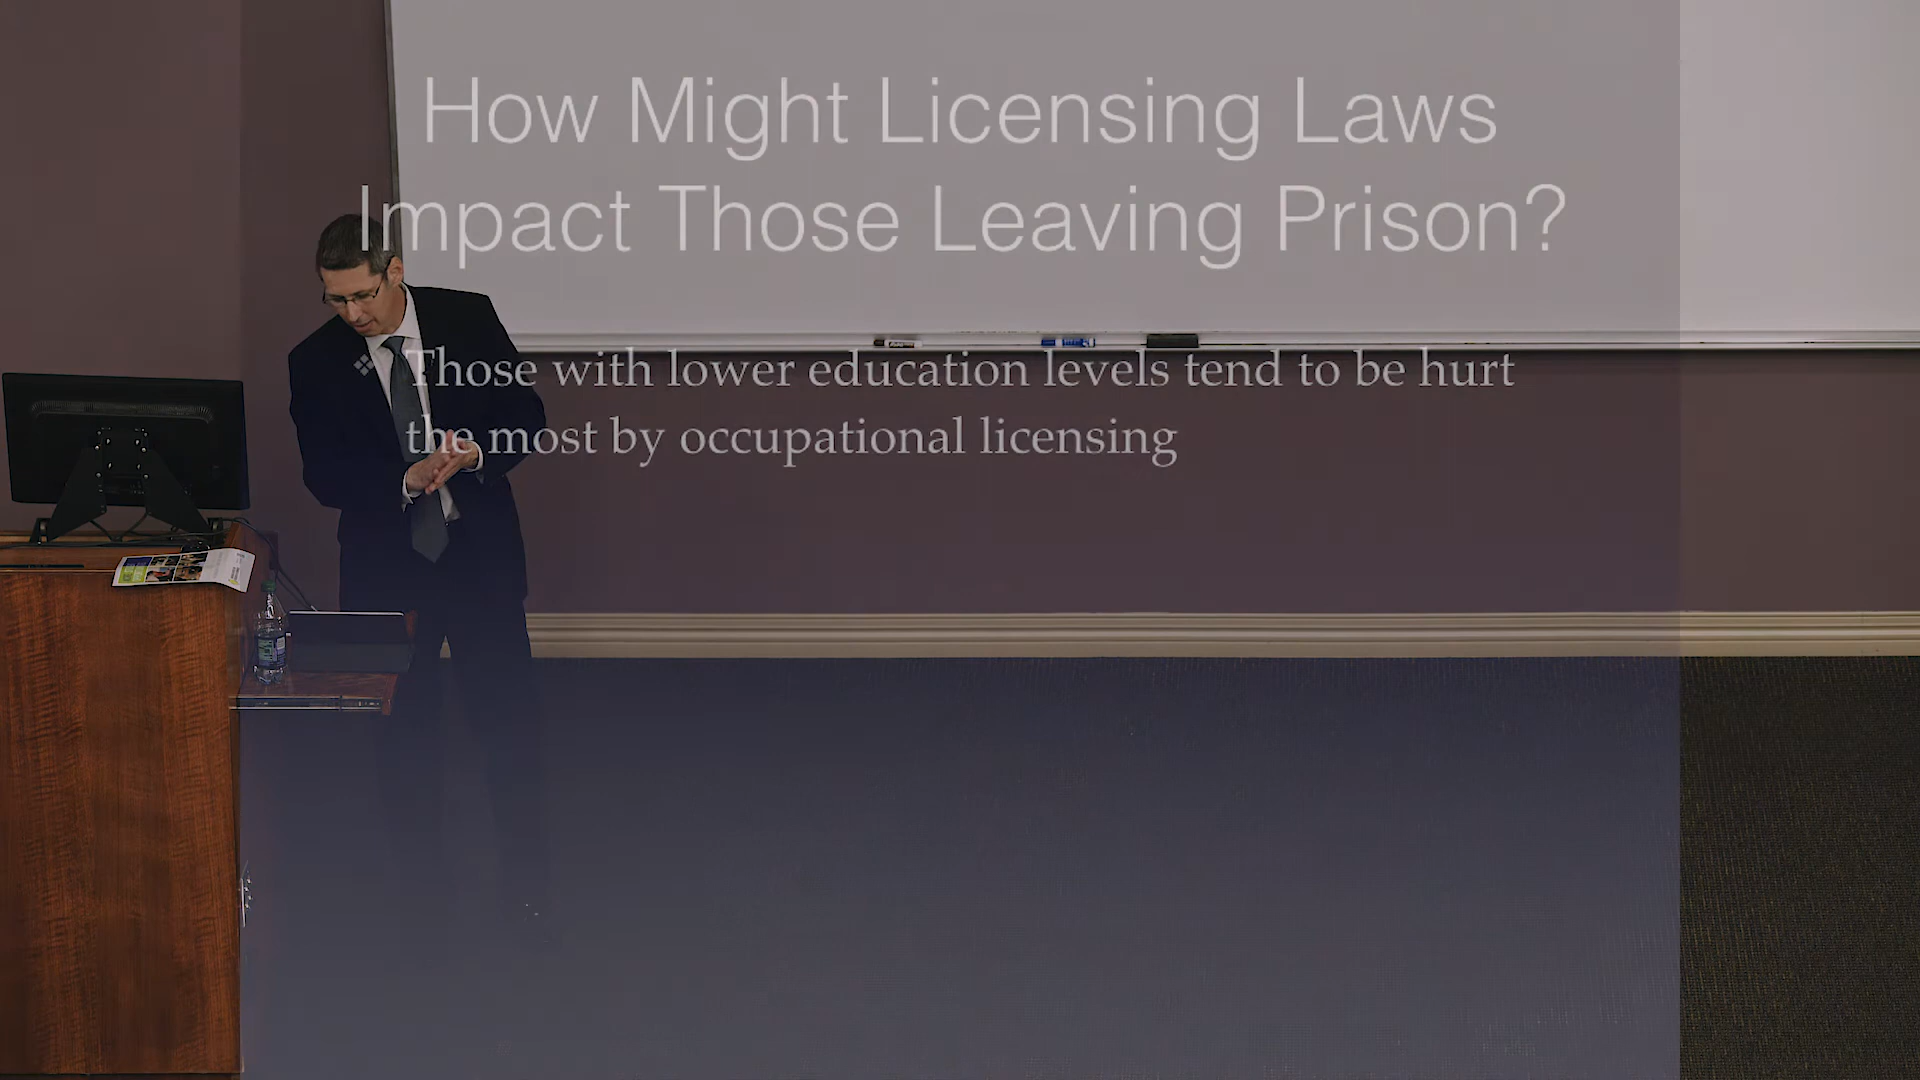 How Might Licensing Laws
Impact Those Leaving Prison?
Those with lower education levels tend to be hurt
the most by occupational licensing